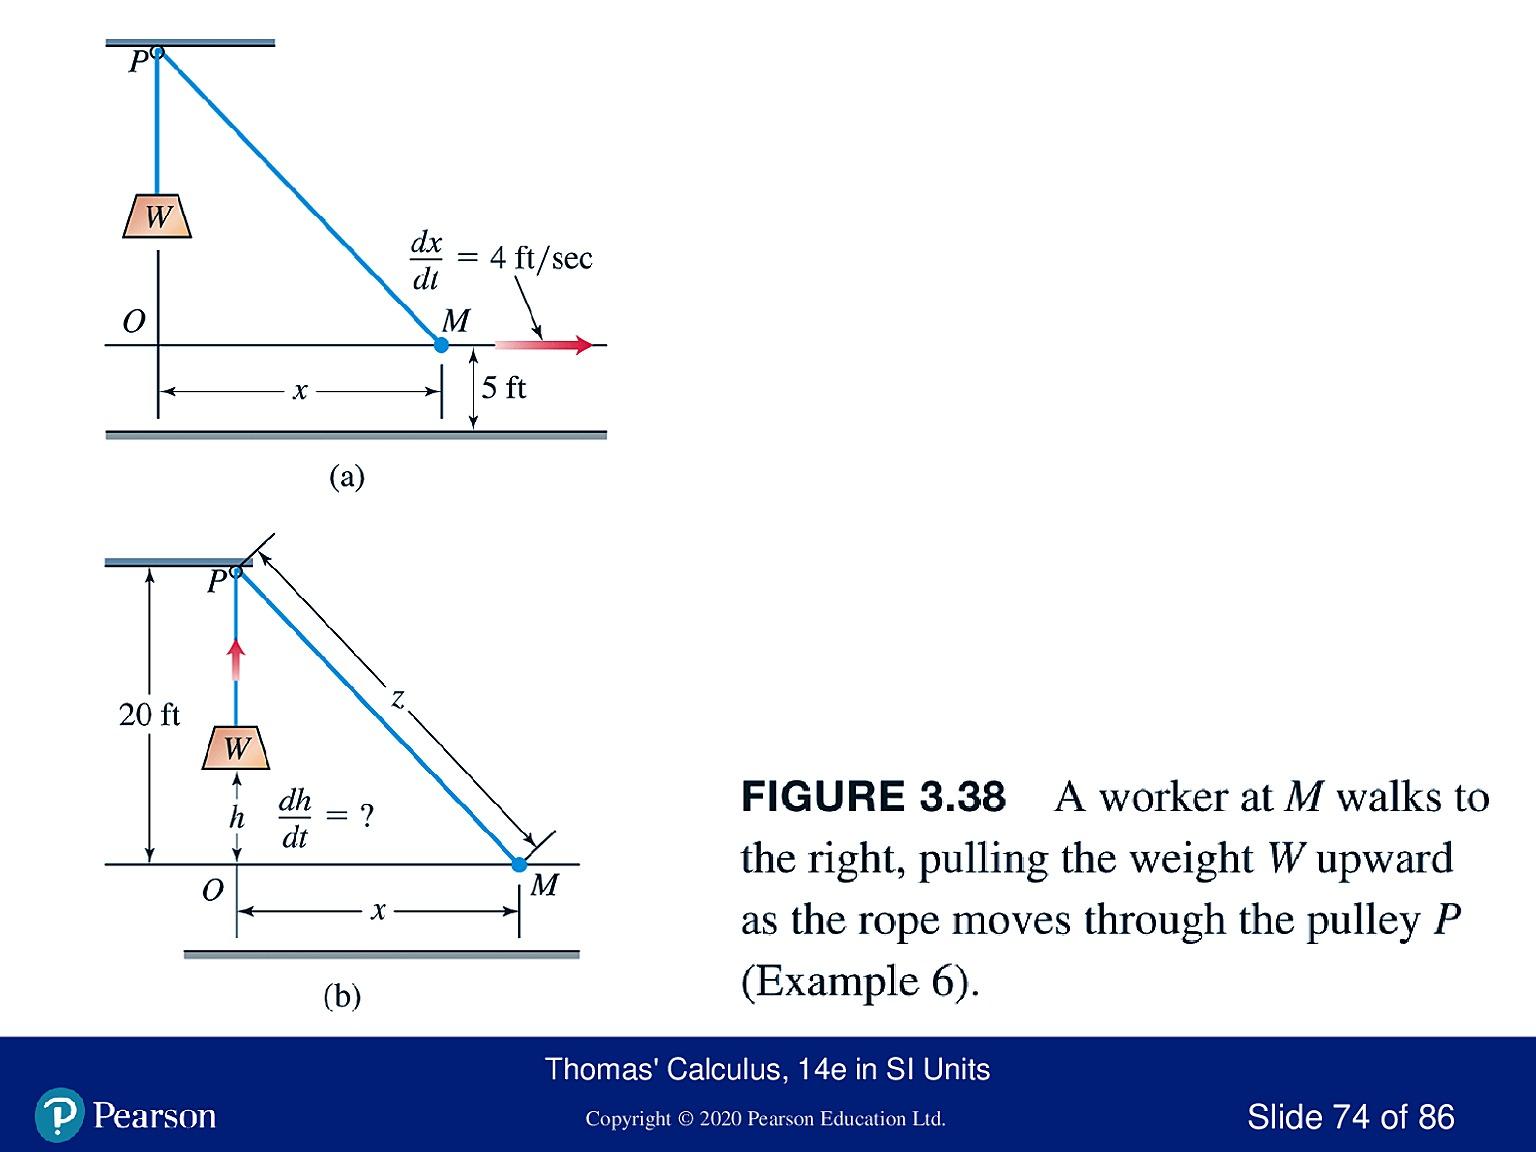 P
W
dx/dt = 4 ft/sec
O
M
x
5 ft
(a)
P
z
20 ft
W
h
dh/dt = ?
O
M
x
(b)
FIGURE 3.38 A worker at M walks to
the right, pulling the weight W upward
as the rope moves through the pulley P
(Example 6).
Thomas' Calculus, 14e in SI Units
Pearson
Copyright © 2020 Pearson Education Ltd.
Slide 74 of 86